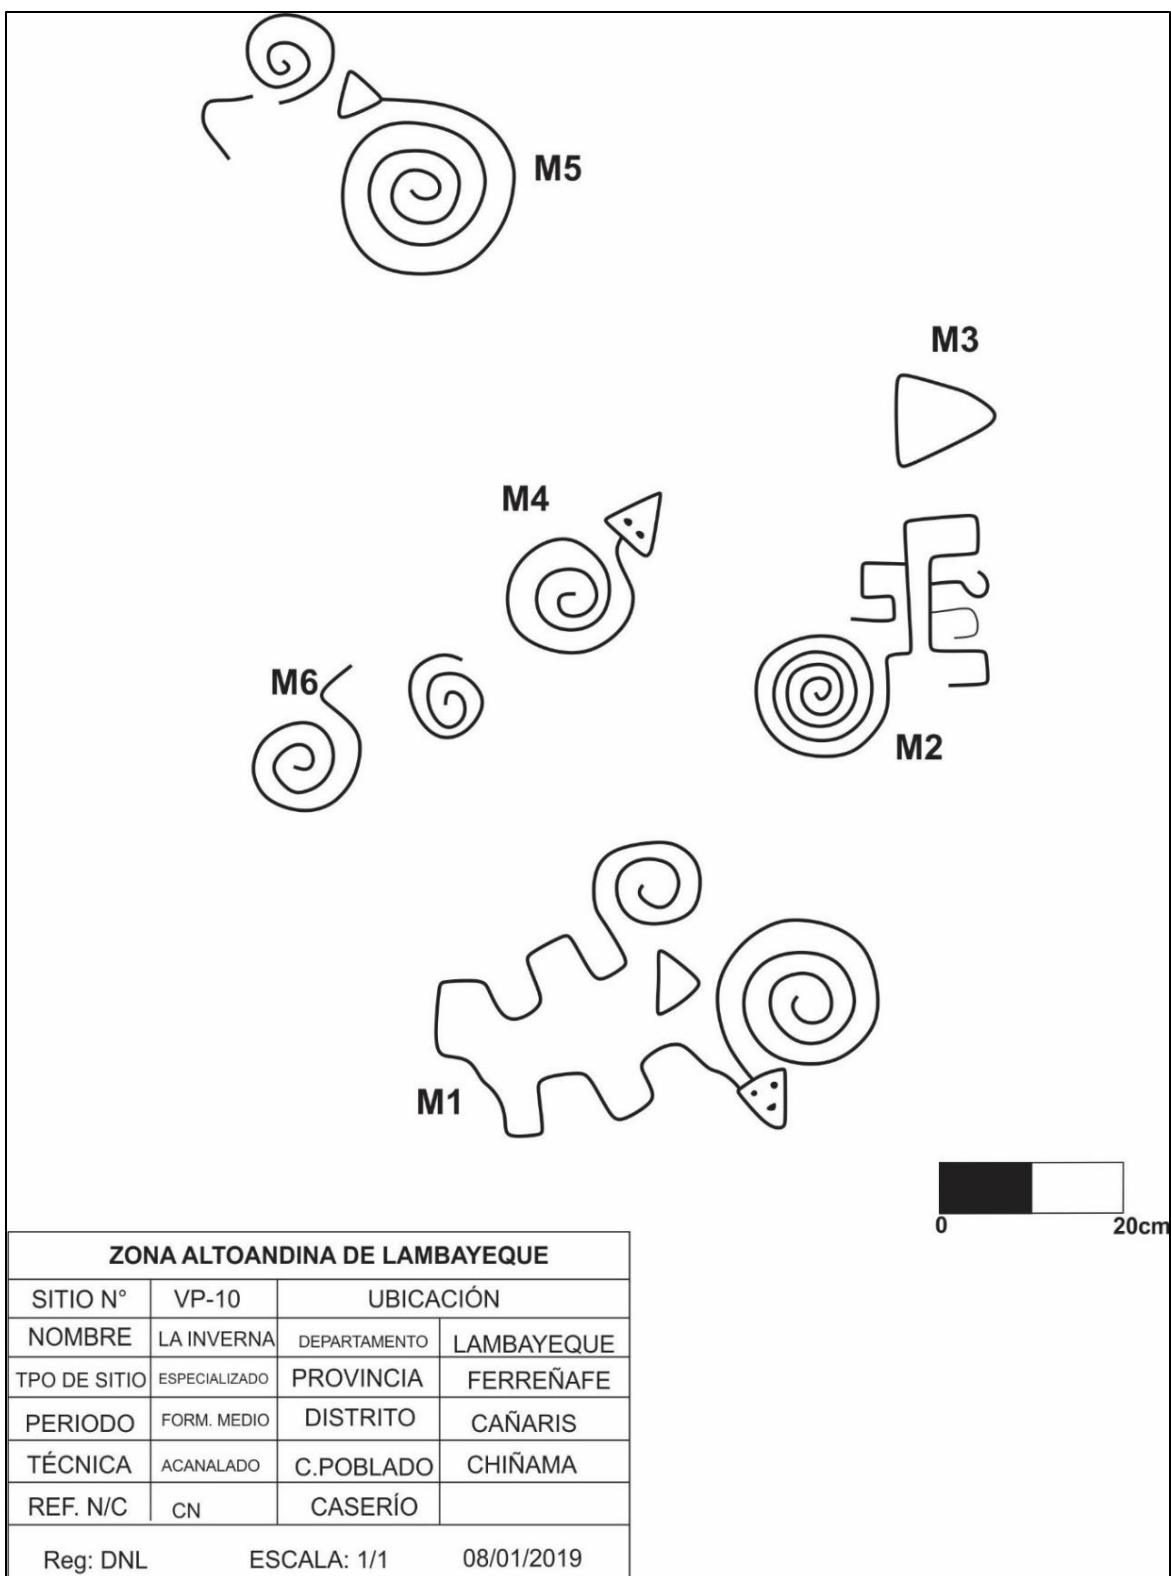 M5
M3
M4
M6
M2
M1
0 20cm
ZONA ALTOANDINA DE LAMBAYEQUE
SITIO N° VP-10 UBICACIÓN
NOMBRE LA INVERNA DEPARTAMENTO LAMBAYEQUE
TPO DE SITIO ESPECIALIZADO PROVINCIA FERREÑAFE
PERIODO FORM. MEDIO DISTRITO CAÑARIS
TÉCNICA ACANALADO C.POBLADO CHIÑAMA
REF. N/C CN CASERÍO
Reg: DNL ESCALA: 1/1 08/01/2019